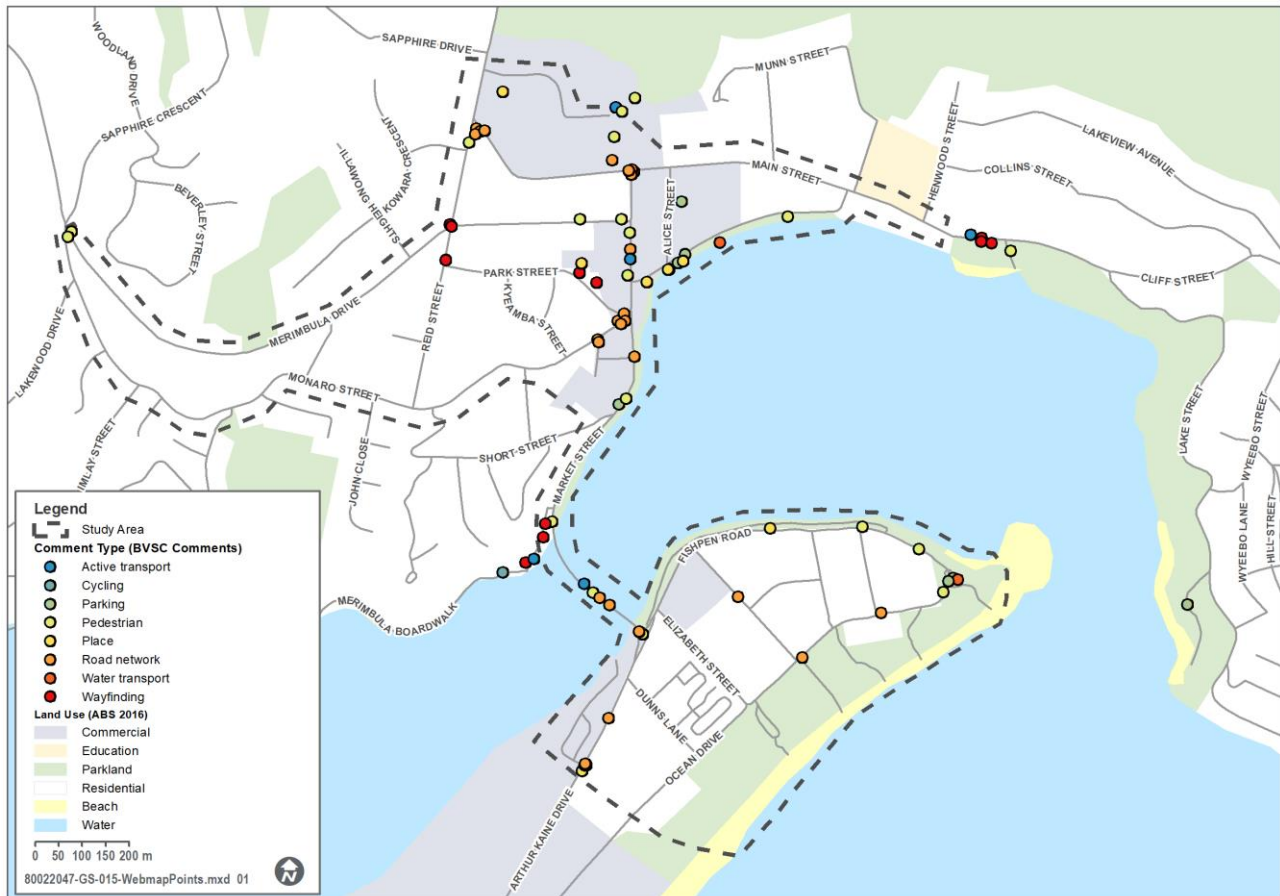 SAPPHIRE DRIVE
WOODLAND DRIVE
MUNN STREET
SAPPHIRE CRESCENT
HENWOOD STREET
LAKEVIEW AVENUE
ILLAWONG HEIGHTS
KOWARA CRESCENT
MAIN STREET
COLLINS STREET
BEVERLEY STREET
ALICE STREET
PARK STREET
KYEAMBA STREET
CLIFF STREET
LAKEWOOD DRIVE
MERIMBULA DRIVE
REID STREET
MONARO STREET
IMLAY STREET
JOHN CLOSE
SHORT STREET
MARKET STREET
LAKE STREET
WYEEBO STREET
WYEEBO LANE
HILL STREET
FISHPEN ROAD
MERIMBULA BOARDWALK
ELIZABETH STREET
DUNNS LANE
OCEAN DRIVE
ARTHUR KAINE DRIVE
Legend
Study Area
Comment Type (BVSC Comments)
Active transport
Cycling
Parking
Pedestrian
Place
Road network
Water transport
Wayfinding
Land Use (ABS 2016)
Commercial
Education
Parkland
Residential
Beach
Water
0 50 100 150 200 m
80022047-GS-015-WebmapPoints.mxd 01
N